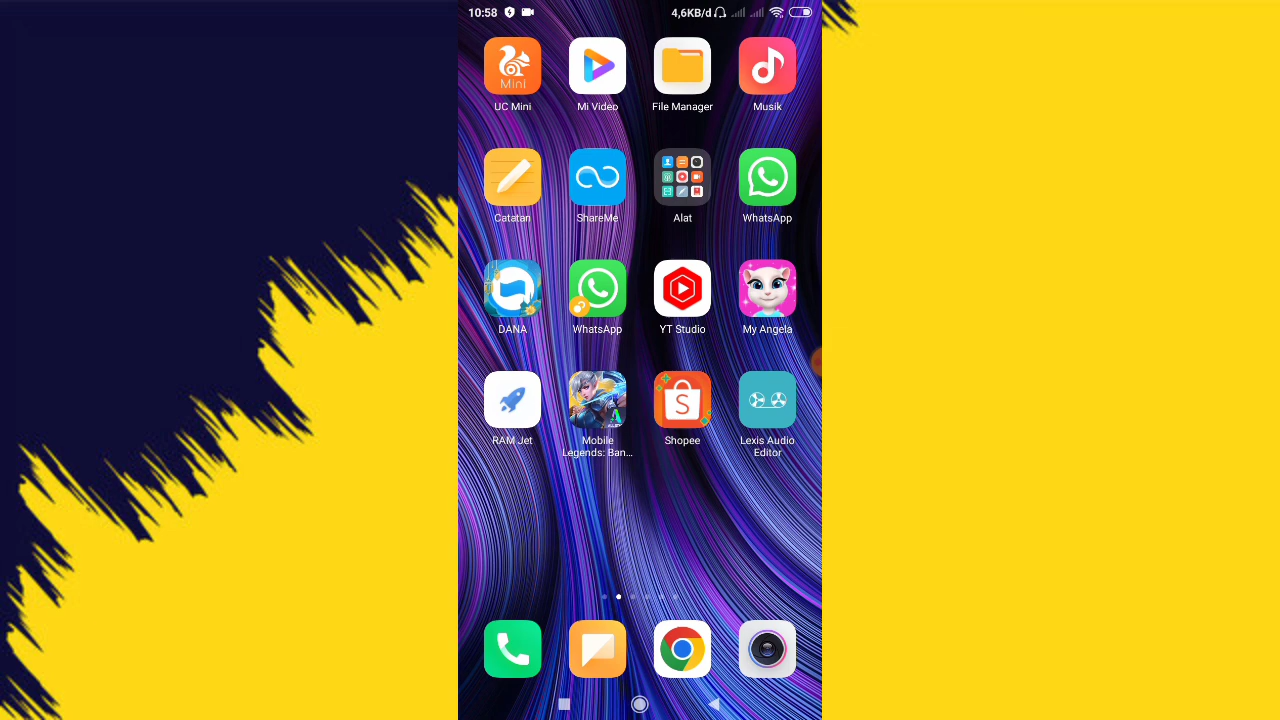 10:58
4,6KB/d
Mini
UC Mini
Mi Video
File Manager
Musik
Catatan
ShareMe
Alat
WhatsApp
DANA
WhatsApp
YT Studio
My Angela
RAM Jet
Mobile
Legends: Ban...
S
Shopee
Lexis Audio
Editor